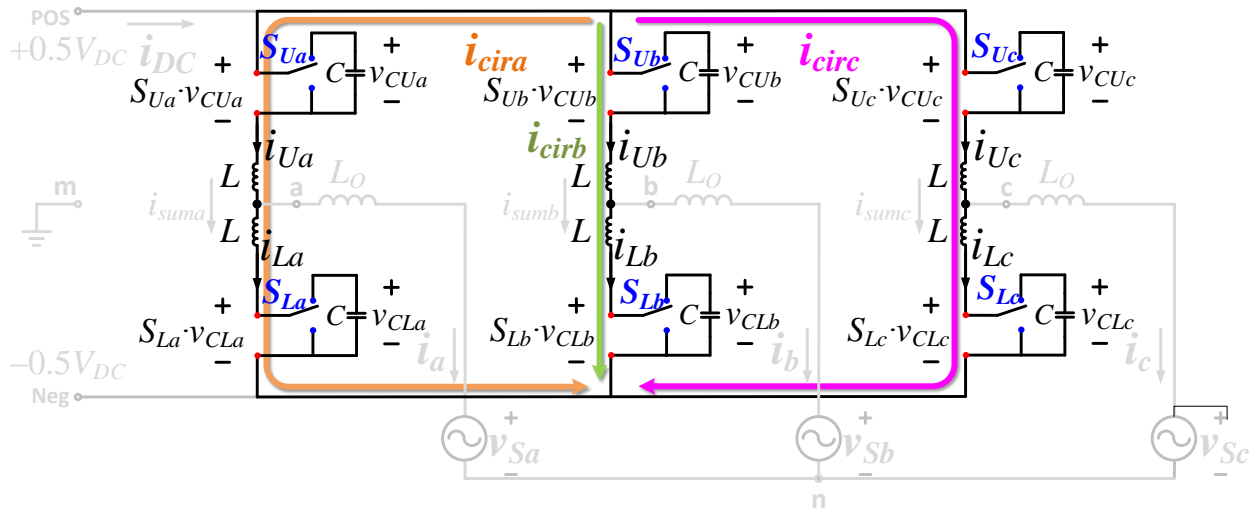 POS
+0.5V_DC
i_DC
S_Ua
C
v_CUa
+
−
+
S_Ua·v_CUa
−
i_cira
S_Ub
C
v_CUb
+
−
+
S_Ub·v_CUb
−
i_circ
S_Uc
C
v_CUc
+
−
+
S_Uc·v_CUc
−
i_cirb
i_Ua
i_Ub
i_Uc
m
L
a
L_O
L
b
L_O
L
c
L_O
i_suma
i_sumb
i_sumc
L
L
L
i_La
i_Lb
i_Lc
+
S_La
C
v_CLa
+
−
S_La·v_CLa
−
+
S_Lb
C
v_CLb
+
−
S_Lb·v_CLb
−
+
S_Lc
C
v_CLc
+
−
S_Lc·v_CLc
−
−0.5V_DC
Neg
i_a
i_b
i_c
+
v_Sa
−
+
v_Sb
−
+
v_Sc
−
n